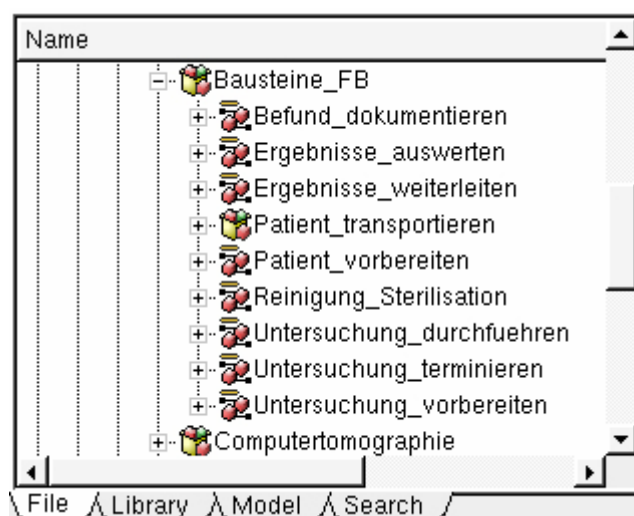 Name
Bausteine_FB
Befund_dokumentieren
Ergebnisse_auswerten
Ergebnisse_weiterleiten
Patient_transportieren
Patient_vorbereiten
Reinigung_Sterilisation
Untersuchung_durchfuehren
Untersuchung_terminieren
Untersuchung_vorbereiten
Computertomographie
File Library Model Search